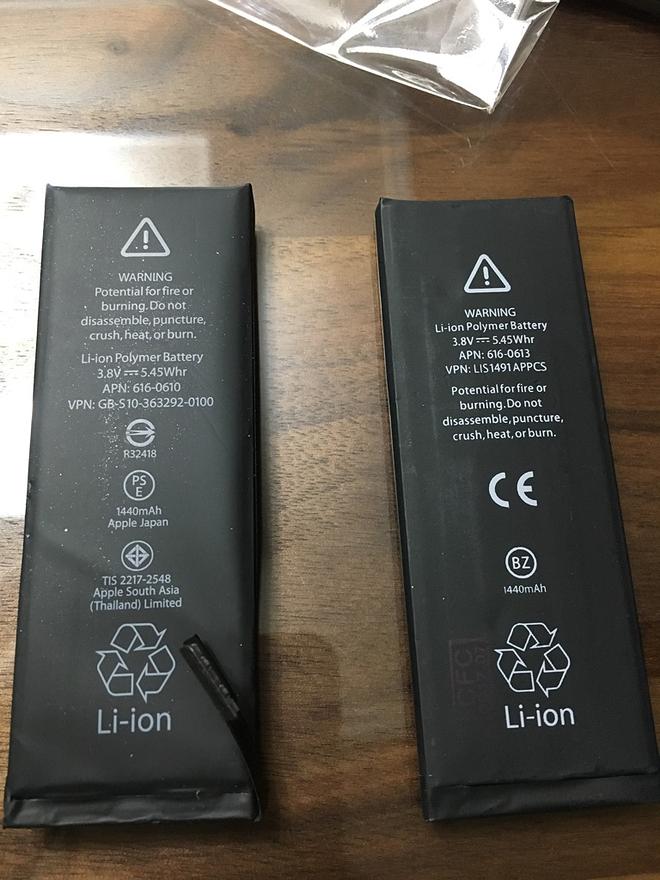 WARNING
Potential for fire or
burning. Do not
disassemble, puncture,
crush, heat, or burn.
Li-ion Polymer Battery
3.8V ⎓ 5.45Whr
APN: 616-0610
VPN: GB-S10-363292-0100
R32418
PS
E
1440mAh
Apple Japan
TIS 2217-2548
Apple South Asia
(Thailand) Limited
Li-ion
WARNING
Li-ion Polymer Battery
3.8V ⎓ 5.45Whr
APN: 616-0613
VPN: LIS1491APPCS
Potential for fire or
burning. Do not
disassemble, puncture,
crush, heat, or burn.
CE
BZ
1440mAh
Li-ion